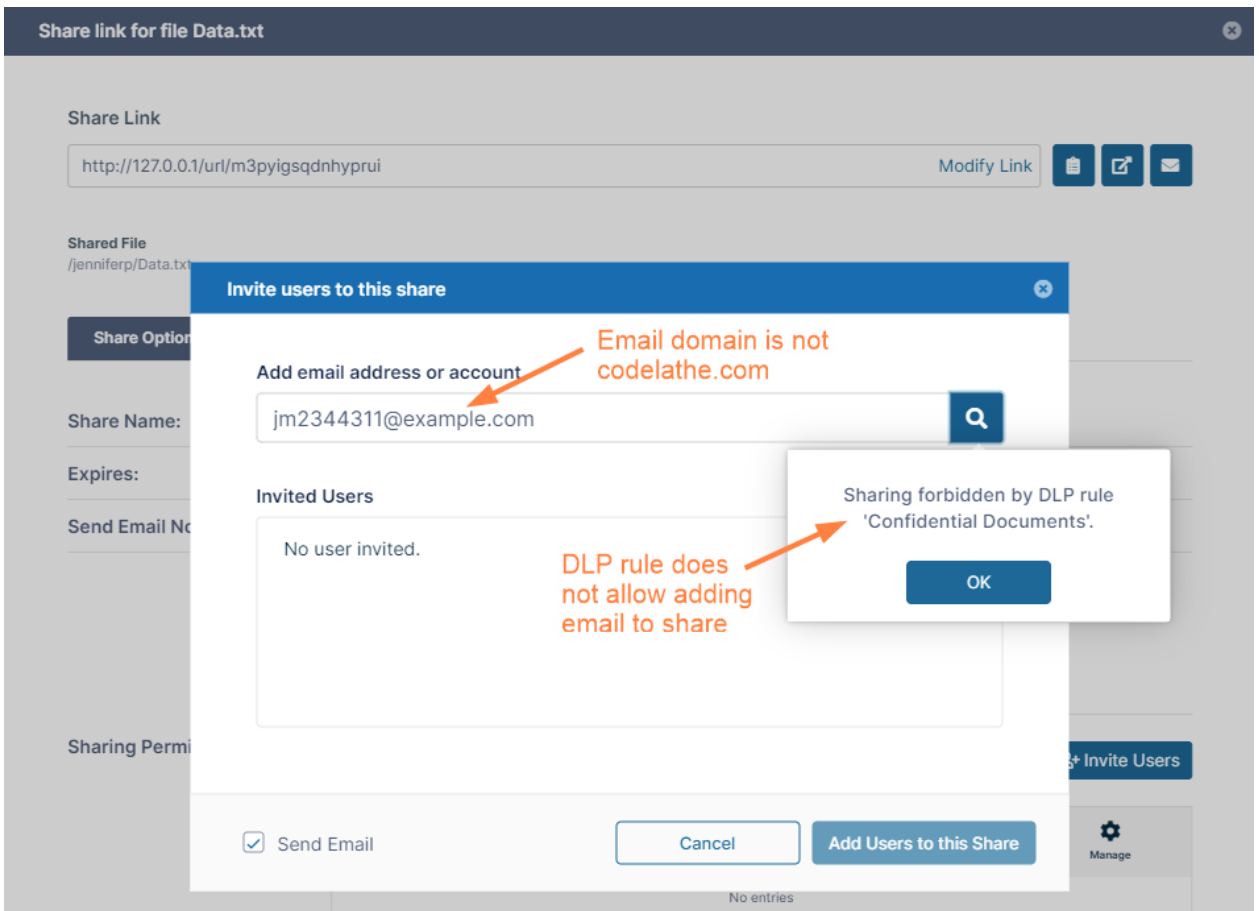 Share link for file Data.txt
Share Link
http://127.0.0.1/url/m3pyigsqdnhyprui
Modify Link
Shared File
/jenniferp/Data.txt
Invite users to this share
Share Option
Email domain is not
codelathe.com
Add email address or account
jm2344311@example.com
Share Name:
Expires:
Send Email No
Sharing forbidden by DLP rule
'Confidential Documents'.
OK
Invited Users
No user invited.
DLP rule does
not allow adding
email to share
Sharing Permi
Invite Users
Send Email
Cancel
Add Users to this Share
Manage
No entries